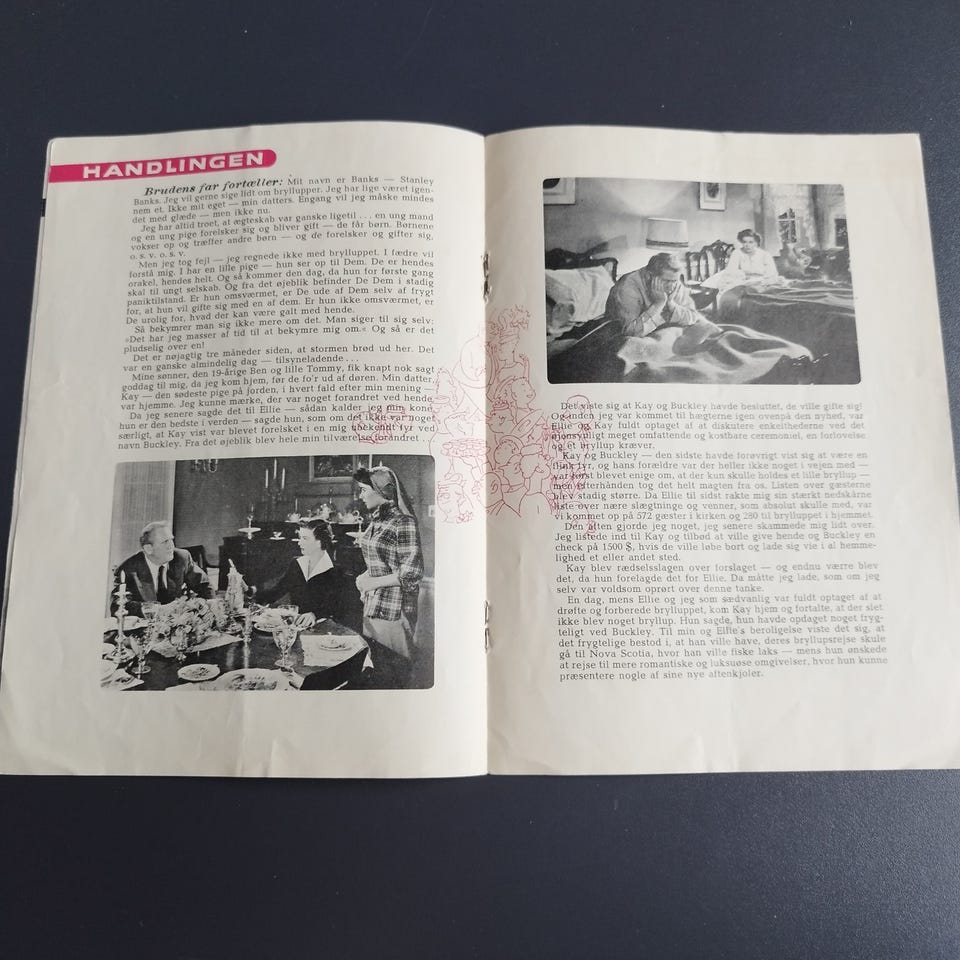 HANDLINGEN
Brudens far fortæller: Mit navn er Banks — Stanley
Banks. Jeg vil gerne sige lidt om bryllupper. Jeg har lige været igen-
nem et. Ikke mit eget — min datters. Engang vil jeg måske mindes
det med glæde — men ikke nu.
Jeg har altid troet, at ægteskab var ganske ligetil . . . en ung mand
og en ung pige forelsker sig og bliver gift — de får børn. Børnene
vokser op og træffer andre børn — og de forelsker og gifter sig,
o. s. v. o. s. v.
Men jeg tog fejl — jeg regnede ikke med brylluppet. I fædre vil
forstå mig. I har en lille pige — hun ser op til Dem. De er hendes
orakel, hendes helt. Og så kommer den dag, da hun for første gang
skal til ungt selskab. Og fra det øjeblik befinder De Dem i stadig
paniktilstand. Er hun omsværmet, er De ude af Dem selv af frygt
for, at hun vil gifte sig med en af dem. Er hun ikke omsværmet, er
De urolig for, hvad der kan være galt med hende.
Så bekymrer man sig ikke mere om det. Man siger til sig selv:
»Det har jeg masser af tid til at bekymre mig om.« Og så er det
pludselig over en!
Det er nøjagtig tre måneder siden, at stormen brød ud her. Det
var en ganske almindelig dag — tilsyneladende . . .
Mine sønner, den 19-årige Ben og lille Tommy, fik knapt nok sagt
goddag til mig, da jeg kom hjem, før de fo'r ud af døren. Min datter,
Kay — den sødeste pige på jorden, i hvert fald efter min mening —
var hjemme. Jeg kunne mærke, der var noget forandret ved hende.
Da jeg senere sagde det til Ellie — sådan kalder jeg min kone,
hun er den bedste i verden — sagde hun, som om det ikke var noget
særligt, at Kay vist var blevet forelsket i en mig ubekendt fyr ved
navn Buckley. Fra det øjeblik blev hele min tilværelse forandret . . .
Det viste sig at Kay og Buckley havde besluttet, de ville gifte sig!
Og inden jeg var kommet til hægterne igen ovenpå den nyhed, var
Ellie og Kay fuldt optaget af at diskutere enkelthederne ved det
øjensynligt meget omfattende og kostbare ceremoniel, en forlovelse
og et bryllup kræver.
Kay og Buckley — den sidste havde forøvrigt vist sig at være en
flink fyr, og hans forældre var der heller ikke noget i vejen med —
var først blevet enige om, at der kun skulle holdes et lille bryllup —
men efterhånden tog det helt magten fra os. Listen over gæsterne
blev stadig større. Da Ellie til sidst rakte mig sin stærkt nedskårne
liste over nære slægtninge og venner, som absolut skulle med, var
vi kommet op på 572 gæster i kirken og 280 til brylluppet i hjemmet.
Den aften gjorde jeg noget, jeg senere skammede mig lidt over.
Jeg listede ind til Kay og tilbød at ville give hende og Buckley en
check på 1500 $, hvis de ville løbe bort og lade sig vie i al hemme-
lighed et eller andet sted.
Kay blev rædselsslagen over forslaget — og endnu værre blev
det, da hun forelagde det for Ellie. Da måtte jeg lade, som om jeg
selv var voldsom oprørt over denne tanke.
En dag, mens Ellie og jeg som sædvanlig var fuldt optaget af at
drøfte og forberede brylluppet, kom Kay hjem og fortalte, at der slet
ikke blev noget bryllup. Hun sagde, hun havde opdaget noget fryg-
teligt ved Buckley. Til min og Ellie's beroligelse viste det sig, at
det frygtelige bestod i, at han ville have, deres bryllupsrejse skule
gå til Nova Scotia, hvor han ville fiske laks — mens hun ønskede
at rejse til mere romantiske og luksuøse omgivelser, hvor hun kunne
præsentere nogle af sine nye aftenkjoler.